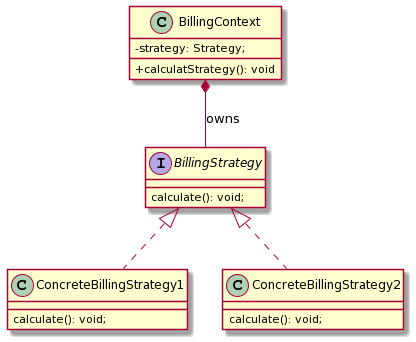 C BillingContext
-strategy: Strategy;
+calculatStrategy(): void
owns
I BillingStrategy
calculate(): void;
C ConcreteBillingStrategy1
calculate(): void;
C ConcreteBillingStrategy2
calculate(): void;